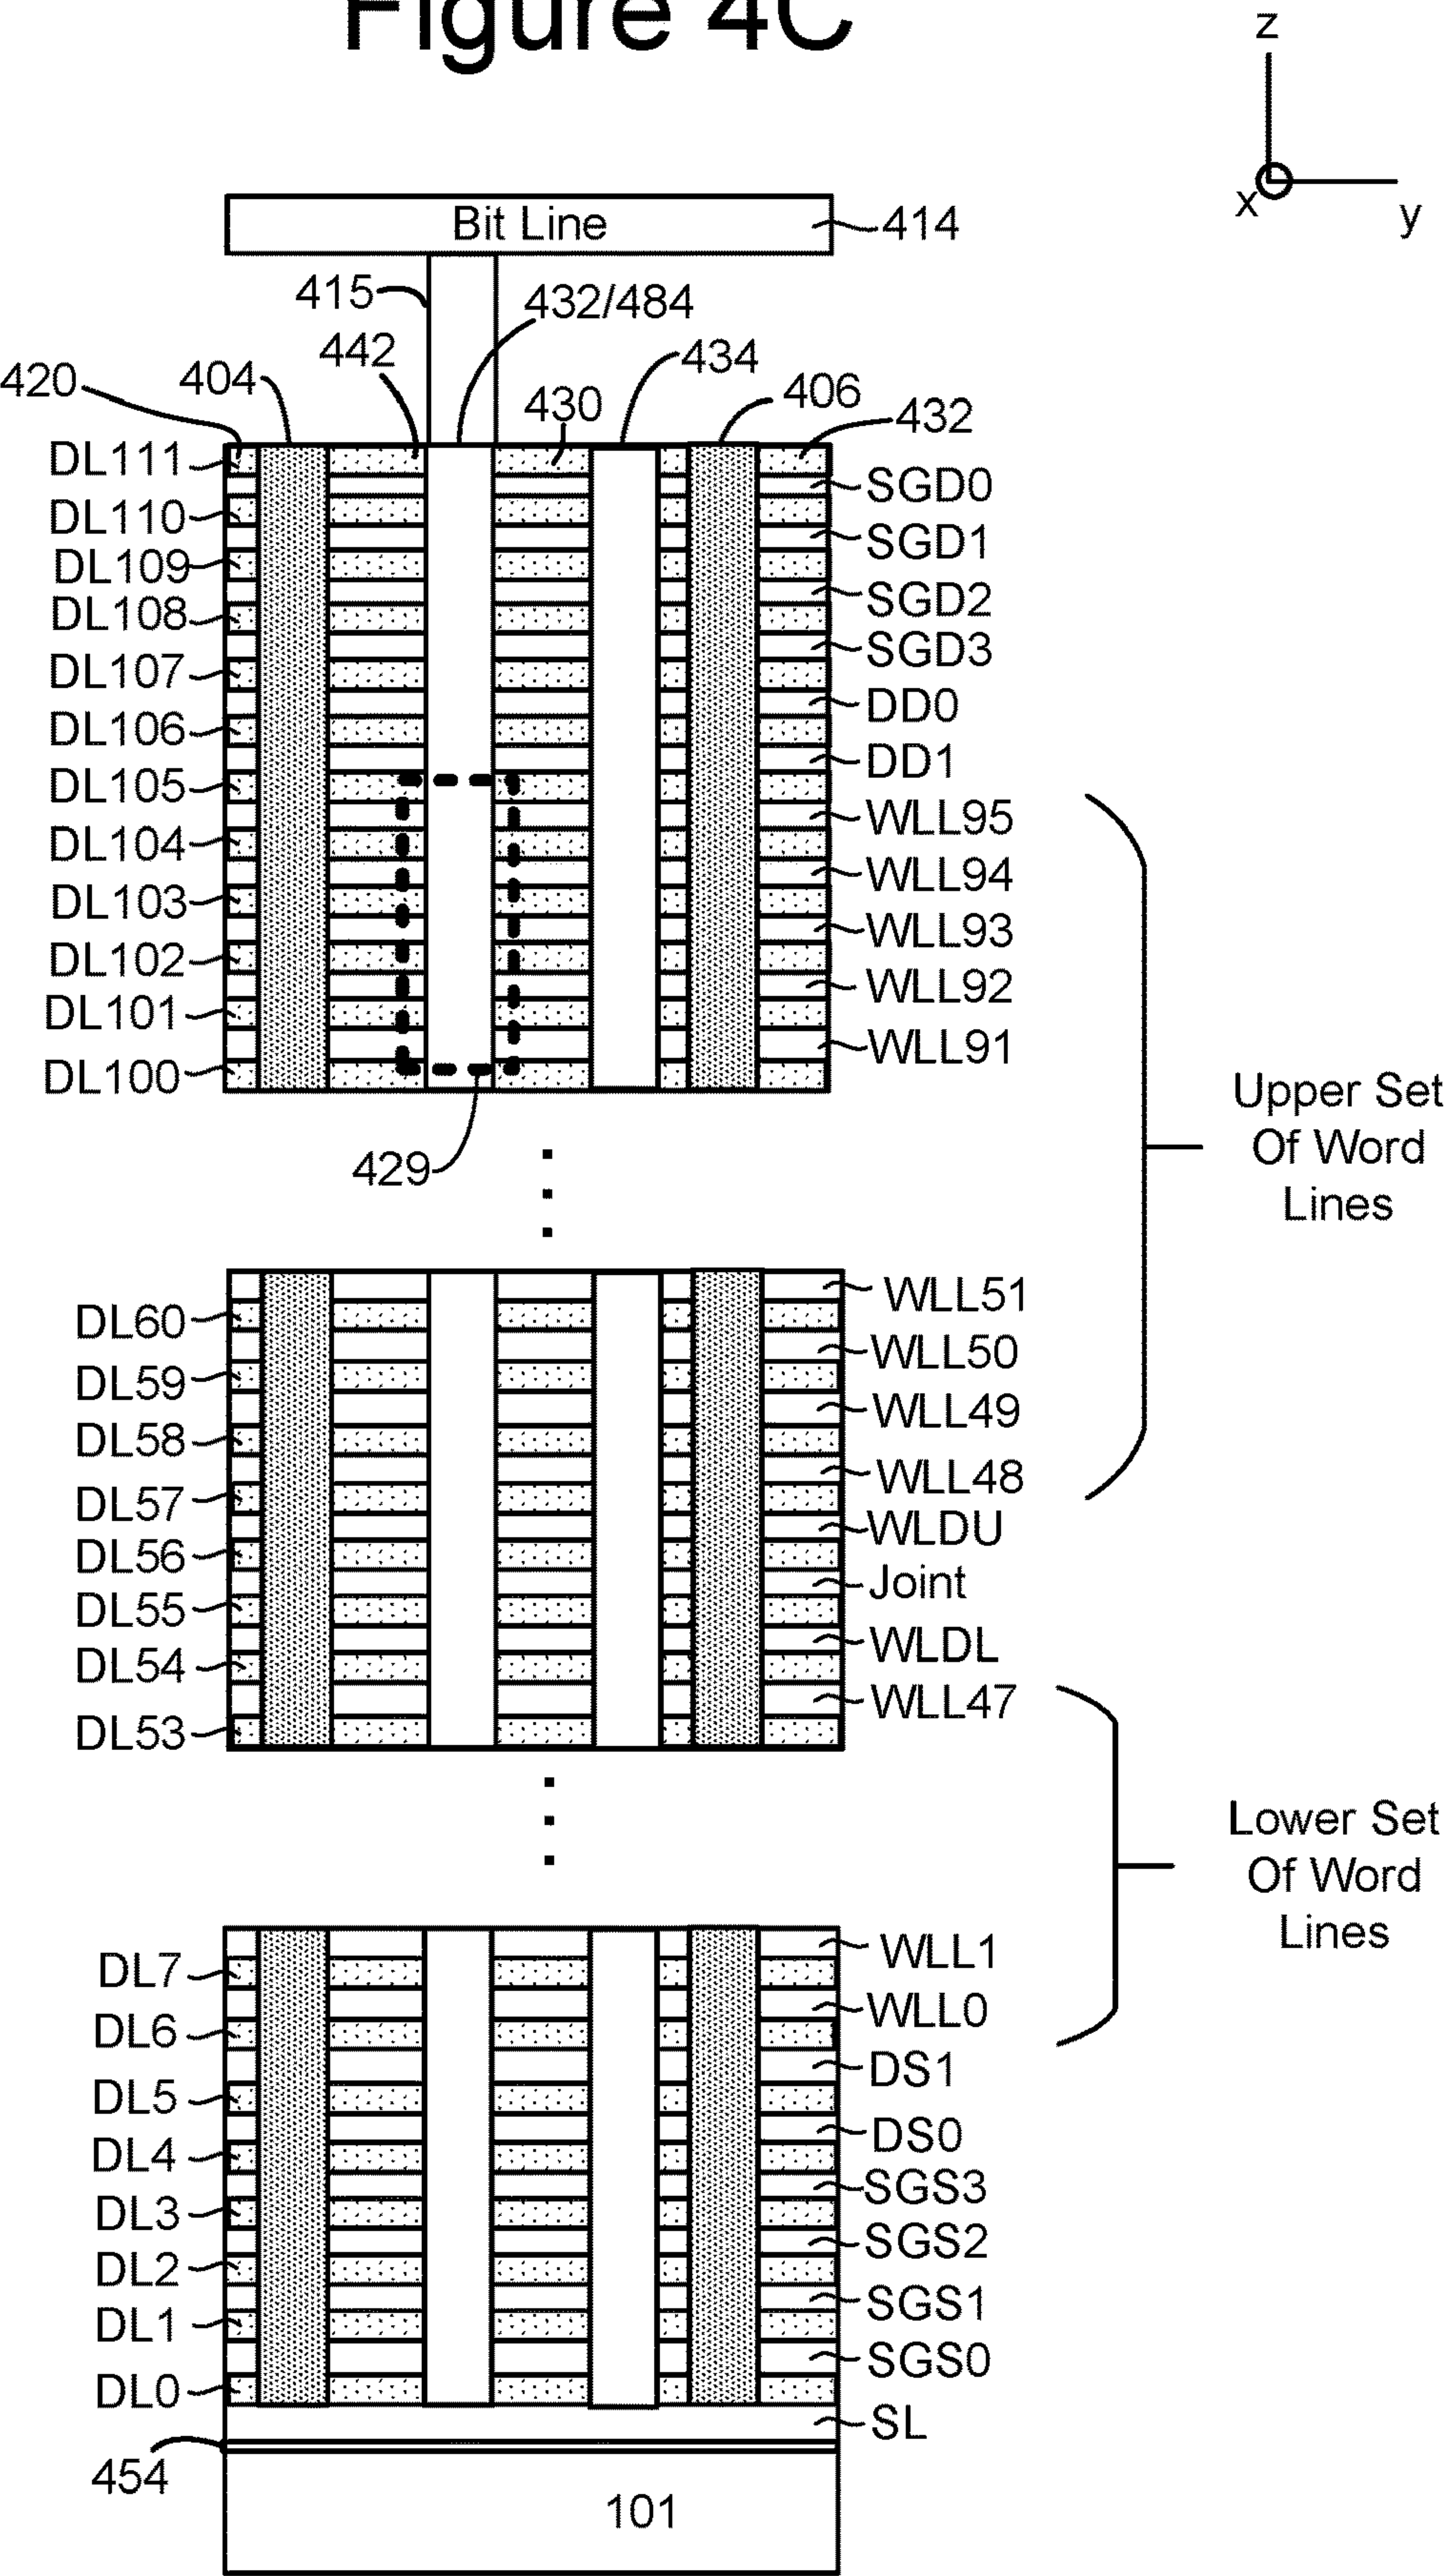 Figure 4C
z
x
y
Bit Line
414
415
432/484
442
434
420
404
430
406
432
DL111
SGD0
DL110
SGD1
DL109
SGD2
DL108
SGD3
DL107
DD0
DL106
DD1
DL105
WLL95
DL104
WLL94
DL103
WLL93
DL102
WLL92
DL101
WLL91
DL100
429
Upper Set
Of Word
Lines
WLL51
DL60
WLL50
DL59
WLL49
DL58
WLL48
DL57
WLDU
DL56
Joint
DL55
WLDL
DL54
WLL47
DL53
Lower Set
Of Word
Lines
WLL1
DL7
WLL0
DL6
DS1
DL5
DS0
DL4
SGS3
DL3
SGS2
DL2
SGS1
DL1
SGS0
DL0
SL
454
101